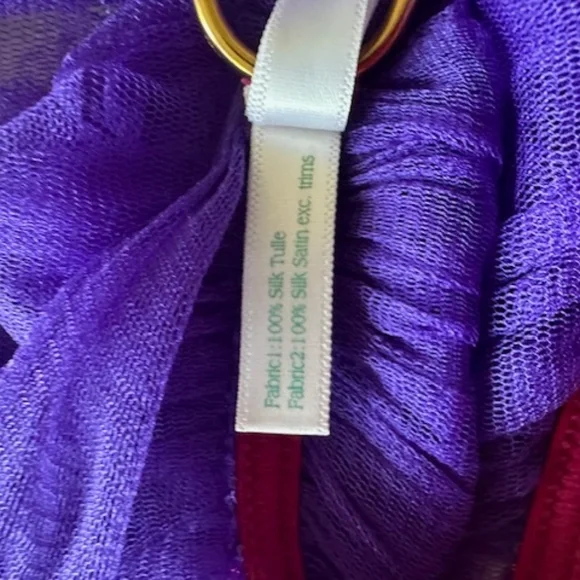 Fabric1:100% Silk Tulle
Fabric2:100% Silk Satin exc. trims